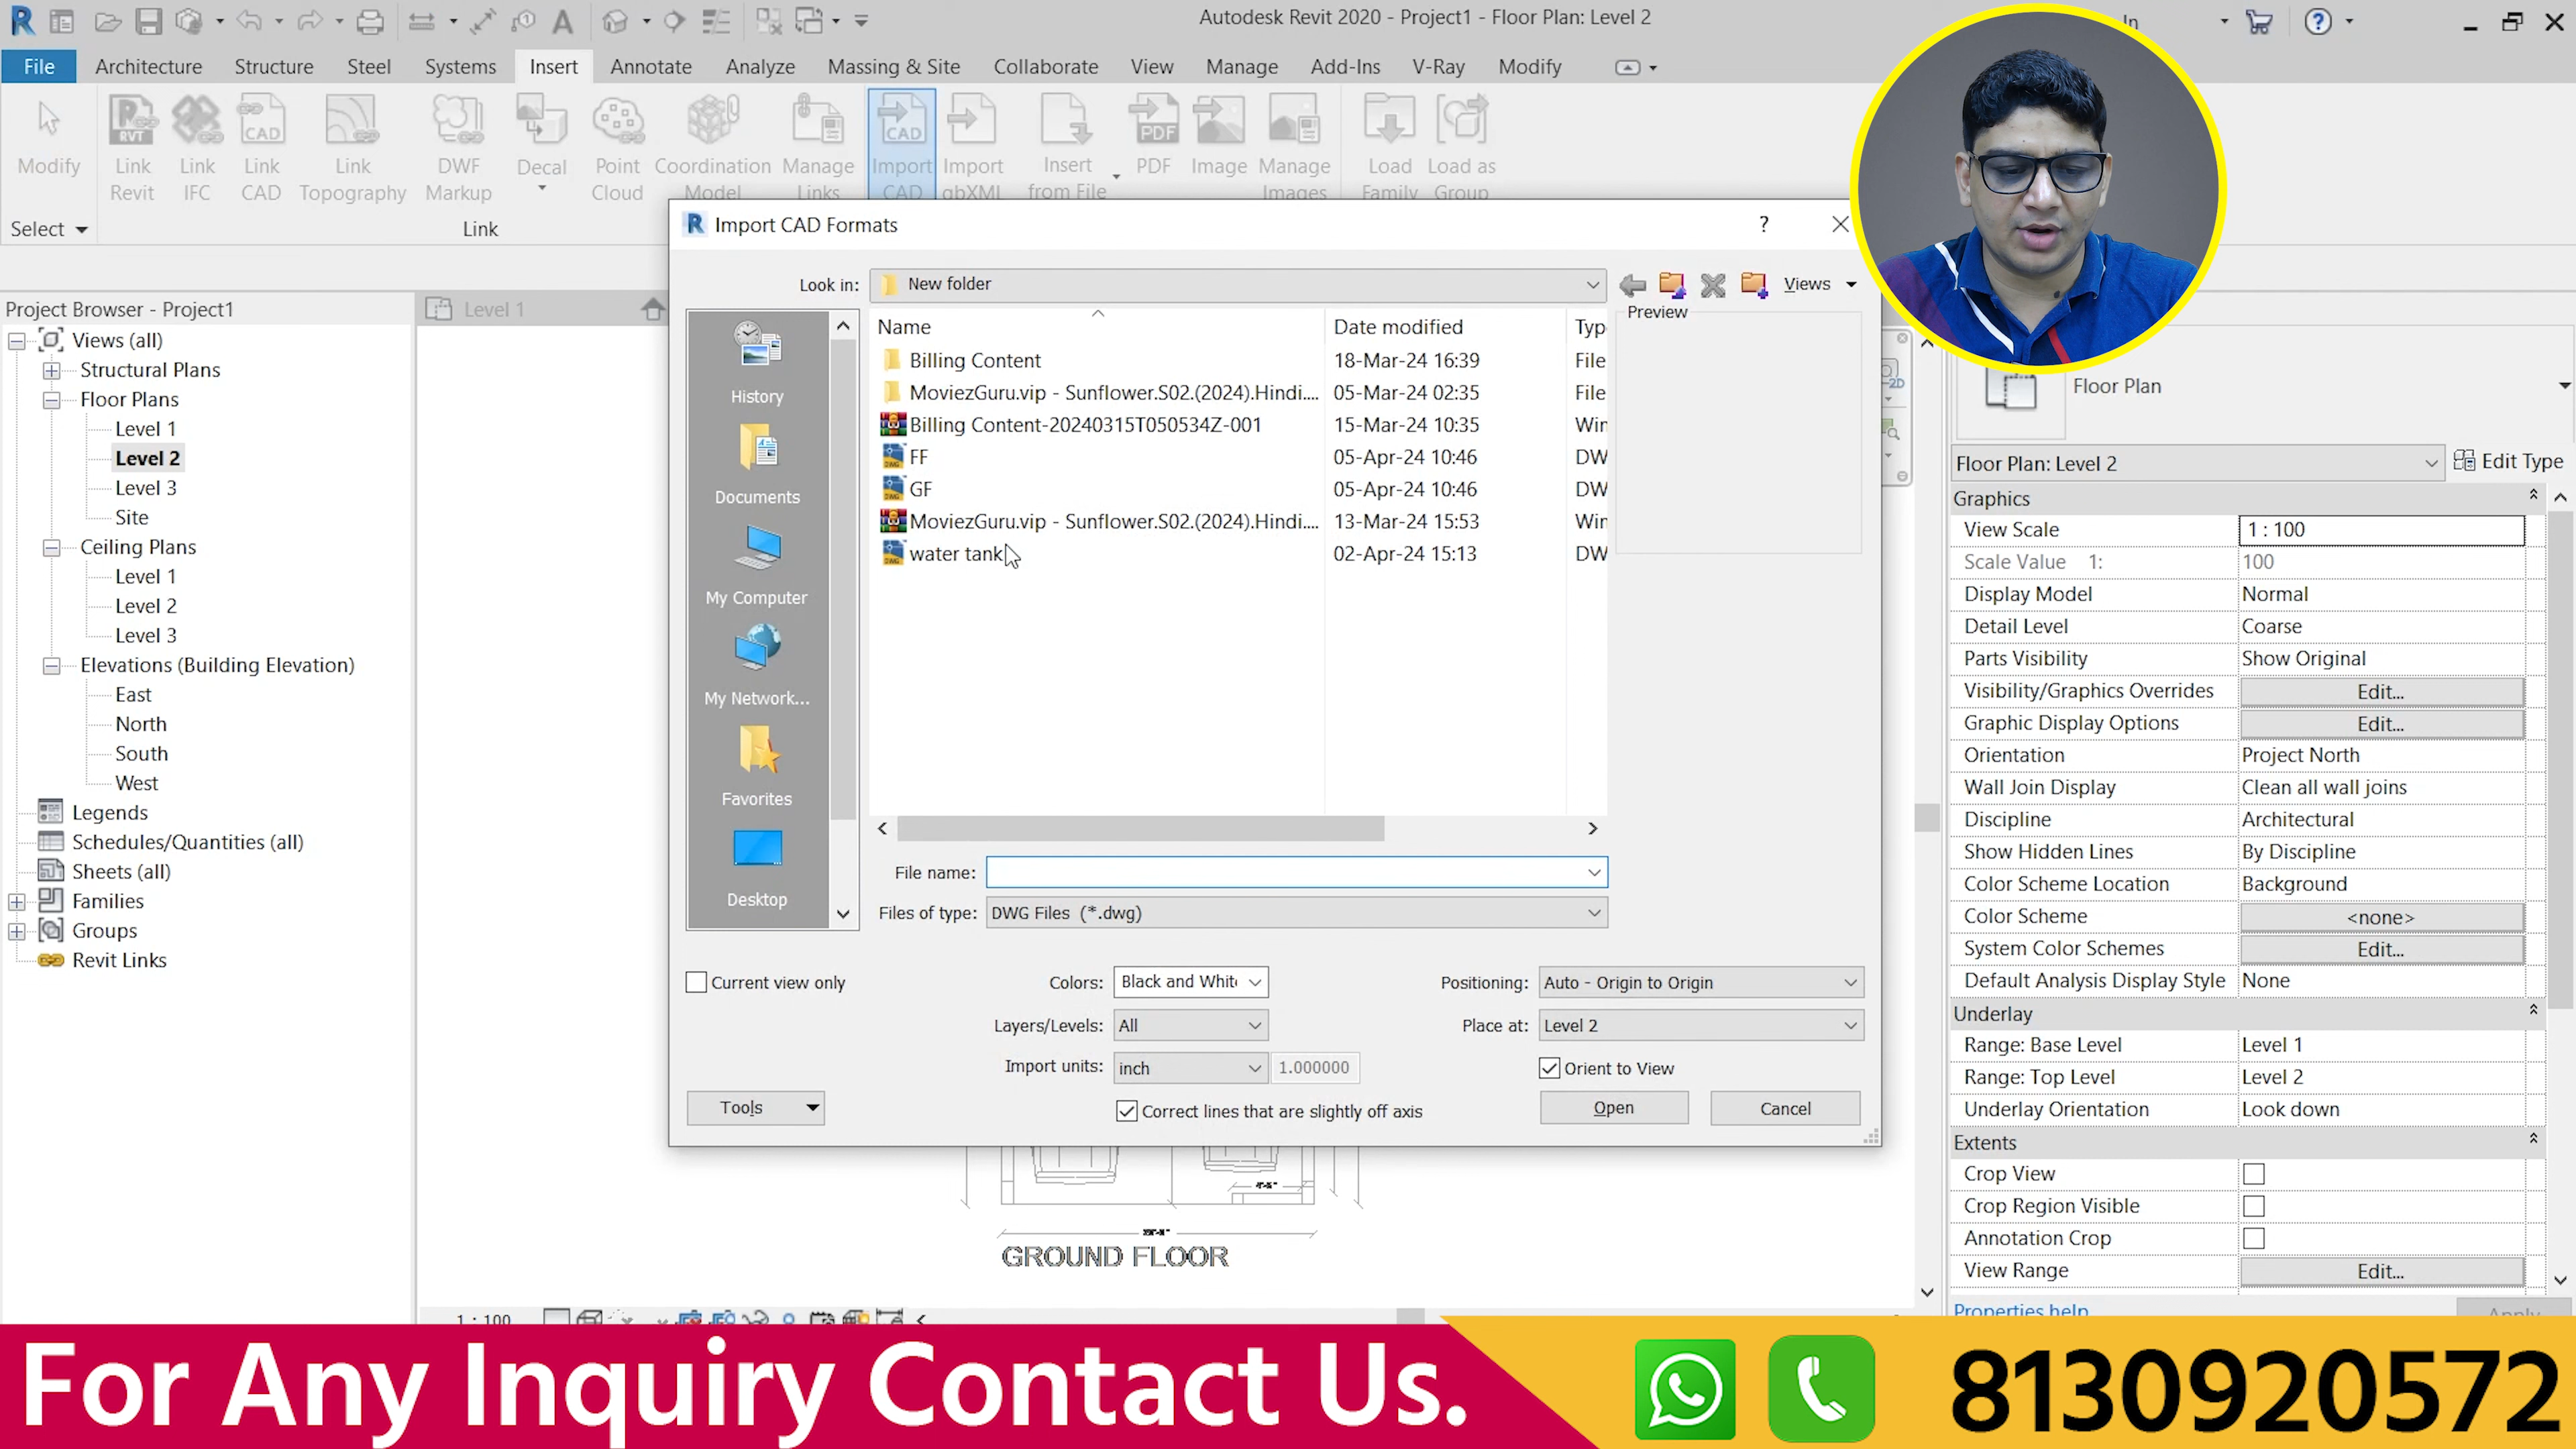 Autodesk Revit 2020 - Project1 - Floor Plan: Level 2
In
File
Architecture
Structure
Steel
Systems
Insert
Annotate
Analyze
Massing & Site
Collaborate
View
Manage
Add-Ins
V-Ray
Modify
Modify
Link Revit
Link IFC
Link CAD
Link Topography
DWF Markup
Decal
Point Cloud
Coordination Model
Manage Links
Import CAD
Import gbXML
Insert from File
PDF
Image
Manage Images
Load Family
Load as Group
Select
Link
Project Browser - Project1
Views (all)
Structural Plans
Floor Plans
Level 1
Level 2
Level 3
Site
Ceiling Plans
Level 1
Level 2
Level 3
Elevations (Building Elevation)
East
North
South
West
Legends
Schedules/Quantities (all)
Sheets (all)
Families
Groups
Revit Links
Level 1
Import CAD Formats
Look in:
New folder
Views
Preview
History
Documents
My Computer
My Network...
Favorites
Desktop
Name Date modified Typ
Billing Content 18-Mar-24 16:39 File
MoviezGuru.vip - Sunflower.S02.(2024).Hindi.... 05-Mar-24 02:35 File
Billing Content-20240315T050534Z-001 15-Mar-24 10:35 Win
FF 05-Apr-24 10:46 DW
GF 05-Apr-24 10:46 DW
MoviezGuru.vip - Sunflower.S02.(2024).Hindi.... 13-Mar-24 15:53 Win
water tank 02-Apr-24 15:13 DW
File name:
Files of type: DWG Files (*.dwg)
Current view only
Colors: Black and White
Layers/Levels: All
Import units: inch 1.000000
Correct lines that are slightly off axis
Positioning: Auto - Origin to Origin
Place at: Level 2
Orient to View
Tools
Open
Cancel
GROUND FLOOR
1 : 100
Floor Plan
Floor Plan: Level 2
Edit Type
Graphics
View Scale 1 : 100
Scale Value 1: 100
Display Model Normal
Detail Level Coarse
Parts Visibility Show Original
Visibility/Graphics Overrides Edit...
Graphic Display Options Edit...
Orientation Project North
Wall Join Display Clean all wall joins
Discipline Architectural
Show Hidden Lines By Discipline
Color Scheme Location Background
Color Scheme <none>
System Color Schemes Edit...
Default Analysis Display Style None
Underlay
Range: Base Level Level 1
Range: Top Level Level 2
Underlay Orientation Look down
Extents
Crop View
Crop Region Visible
Annotation Crop
View Range Edit...
Properties help
Apply
For Any Inquiry Contact Us.
8130920572